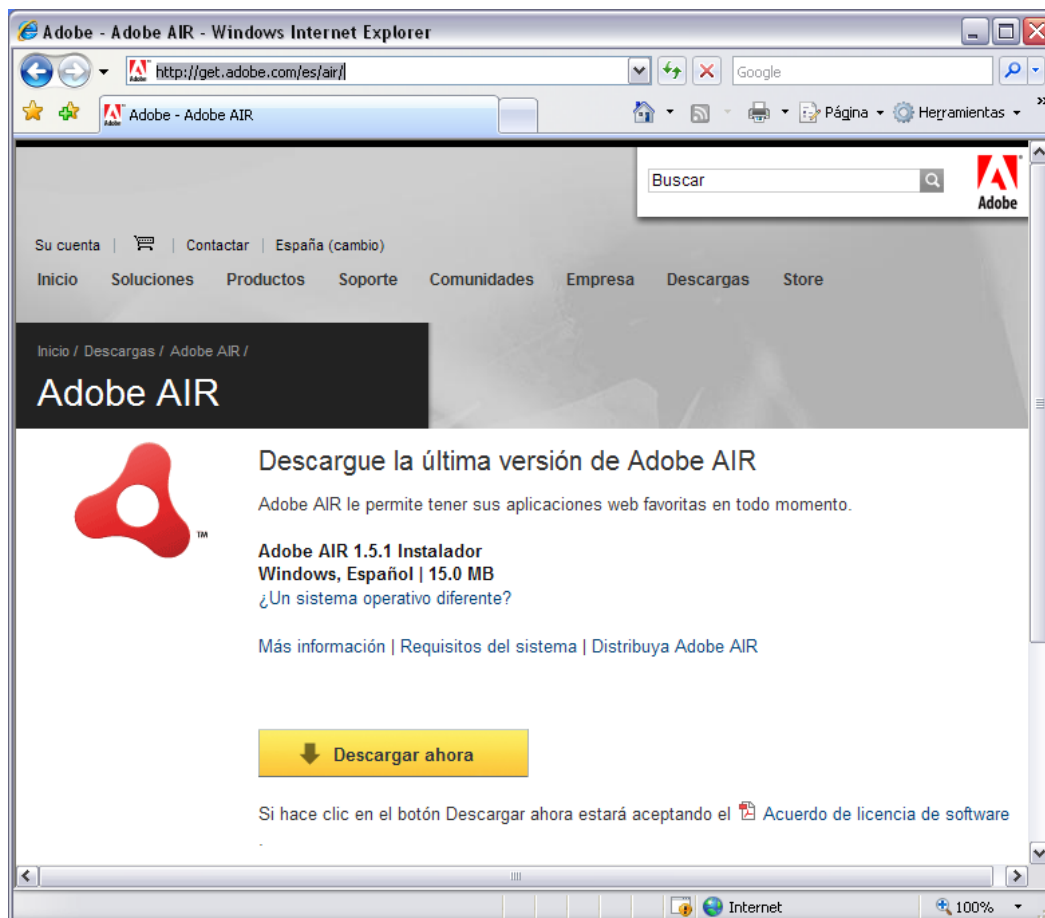 Adobe - Adobe AIR - Windows Internet Explorer
http://get.adobe.com/es/air/
Google
Adobe - Adobe AIR
Página
Herramientas
Buscar
Adobe
Su cuenta | | Contactar | España (cambio)
Inicio Soluciones Productos Soporte Comunidades Empresa Descargas Store
Inicio / Descargas / Adobe AIR /
Adobe AIR
Descargue la última versión de Adobe AIR
Adobe AIR le permite tener sus aplicaciones web favoritas en todo momento.
TM
Adobe AIR 1.5.1 Instalador
Windows, Español | 15.0 MB
¿Un sistema operativo diferente?
Más información | Requisitos del sistema | Distribuya Adobe AIR
Descargar ahora
Si hace clic en el botón Descargar ahora estará aceptando el Acuerdo de licencia de software
.
Internet
100%